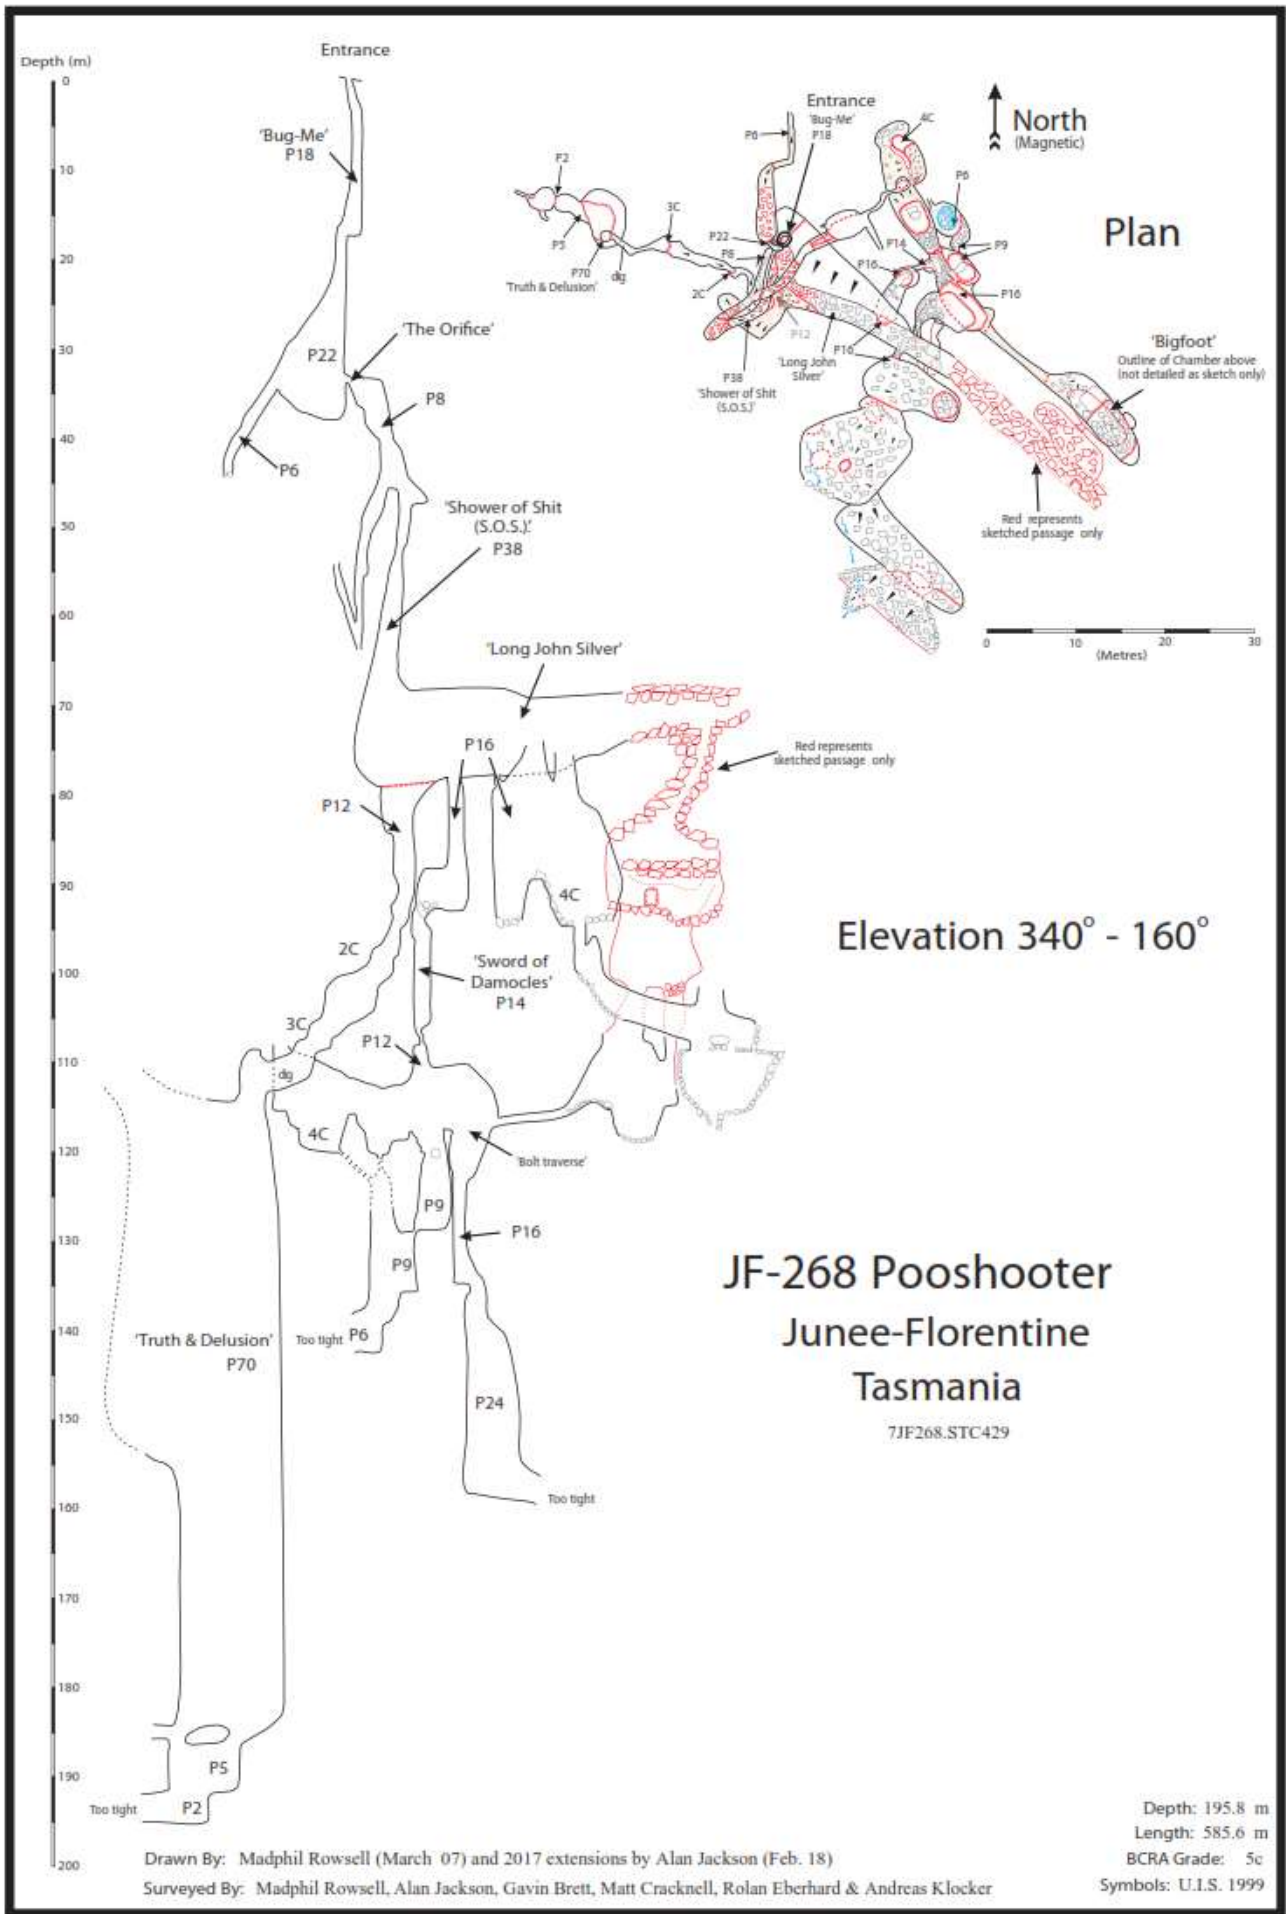 Entrance
Depth (m)
0
10
20
30
40
50
60
70
80
90
100
110
120
130
140
150
160
170
180
190
200
'Bug-Me'
P18
'The Orifice'
P22
P8
P6
'Shower of Shit
(S.O.S.)'
P38
'Long John Silver'
P16
Red represents
sketched passage only
P12
4C
2C
'Sword of
Damocles'
P14
3C
P12
dig
4C
'Bolt traverse'
P9
P16
P9
'Truth & Delusion'
P70
Too tight
P6
P24
Too tight
P5
Too tight
P2
Entrance
'Bug-Me'
P18
P6
4C
North
(Magnetic)
Plan
P2
P6
3C
P5
P22
P8
P14
P9
P70
'Truth & Delusion'
dig
2C
P16
P16
P12
P16
'Long John
Silver'
P38
'Shower of Shit
(S.O.S.)'
'Bigfoot'
Outline of Chamber above
(not detailed as sketch only)
Red represents
sketched passage only
0
10
20
30
(Metres)
Elevation 340° - 160°
JF-268 Pooshooter
Junee-Florentine
Tasmania
7JF268.STC429
Depth: 195.8 m
Length: 585.6 m
BCRA Grade: 5c
Symbols: U.I.S. 1999
Drawn By: Madphil Rowsell (March 07) and 2017 extensions by Alan Jackson (Feb. 18)
Surveyed By: Madphil Rowsell, Alan Jackson, Gavin Brett, Matt Cracknell, Rolan Eberhard & Andreas Klocker